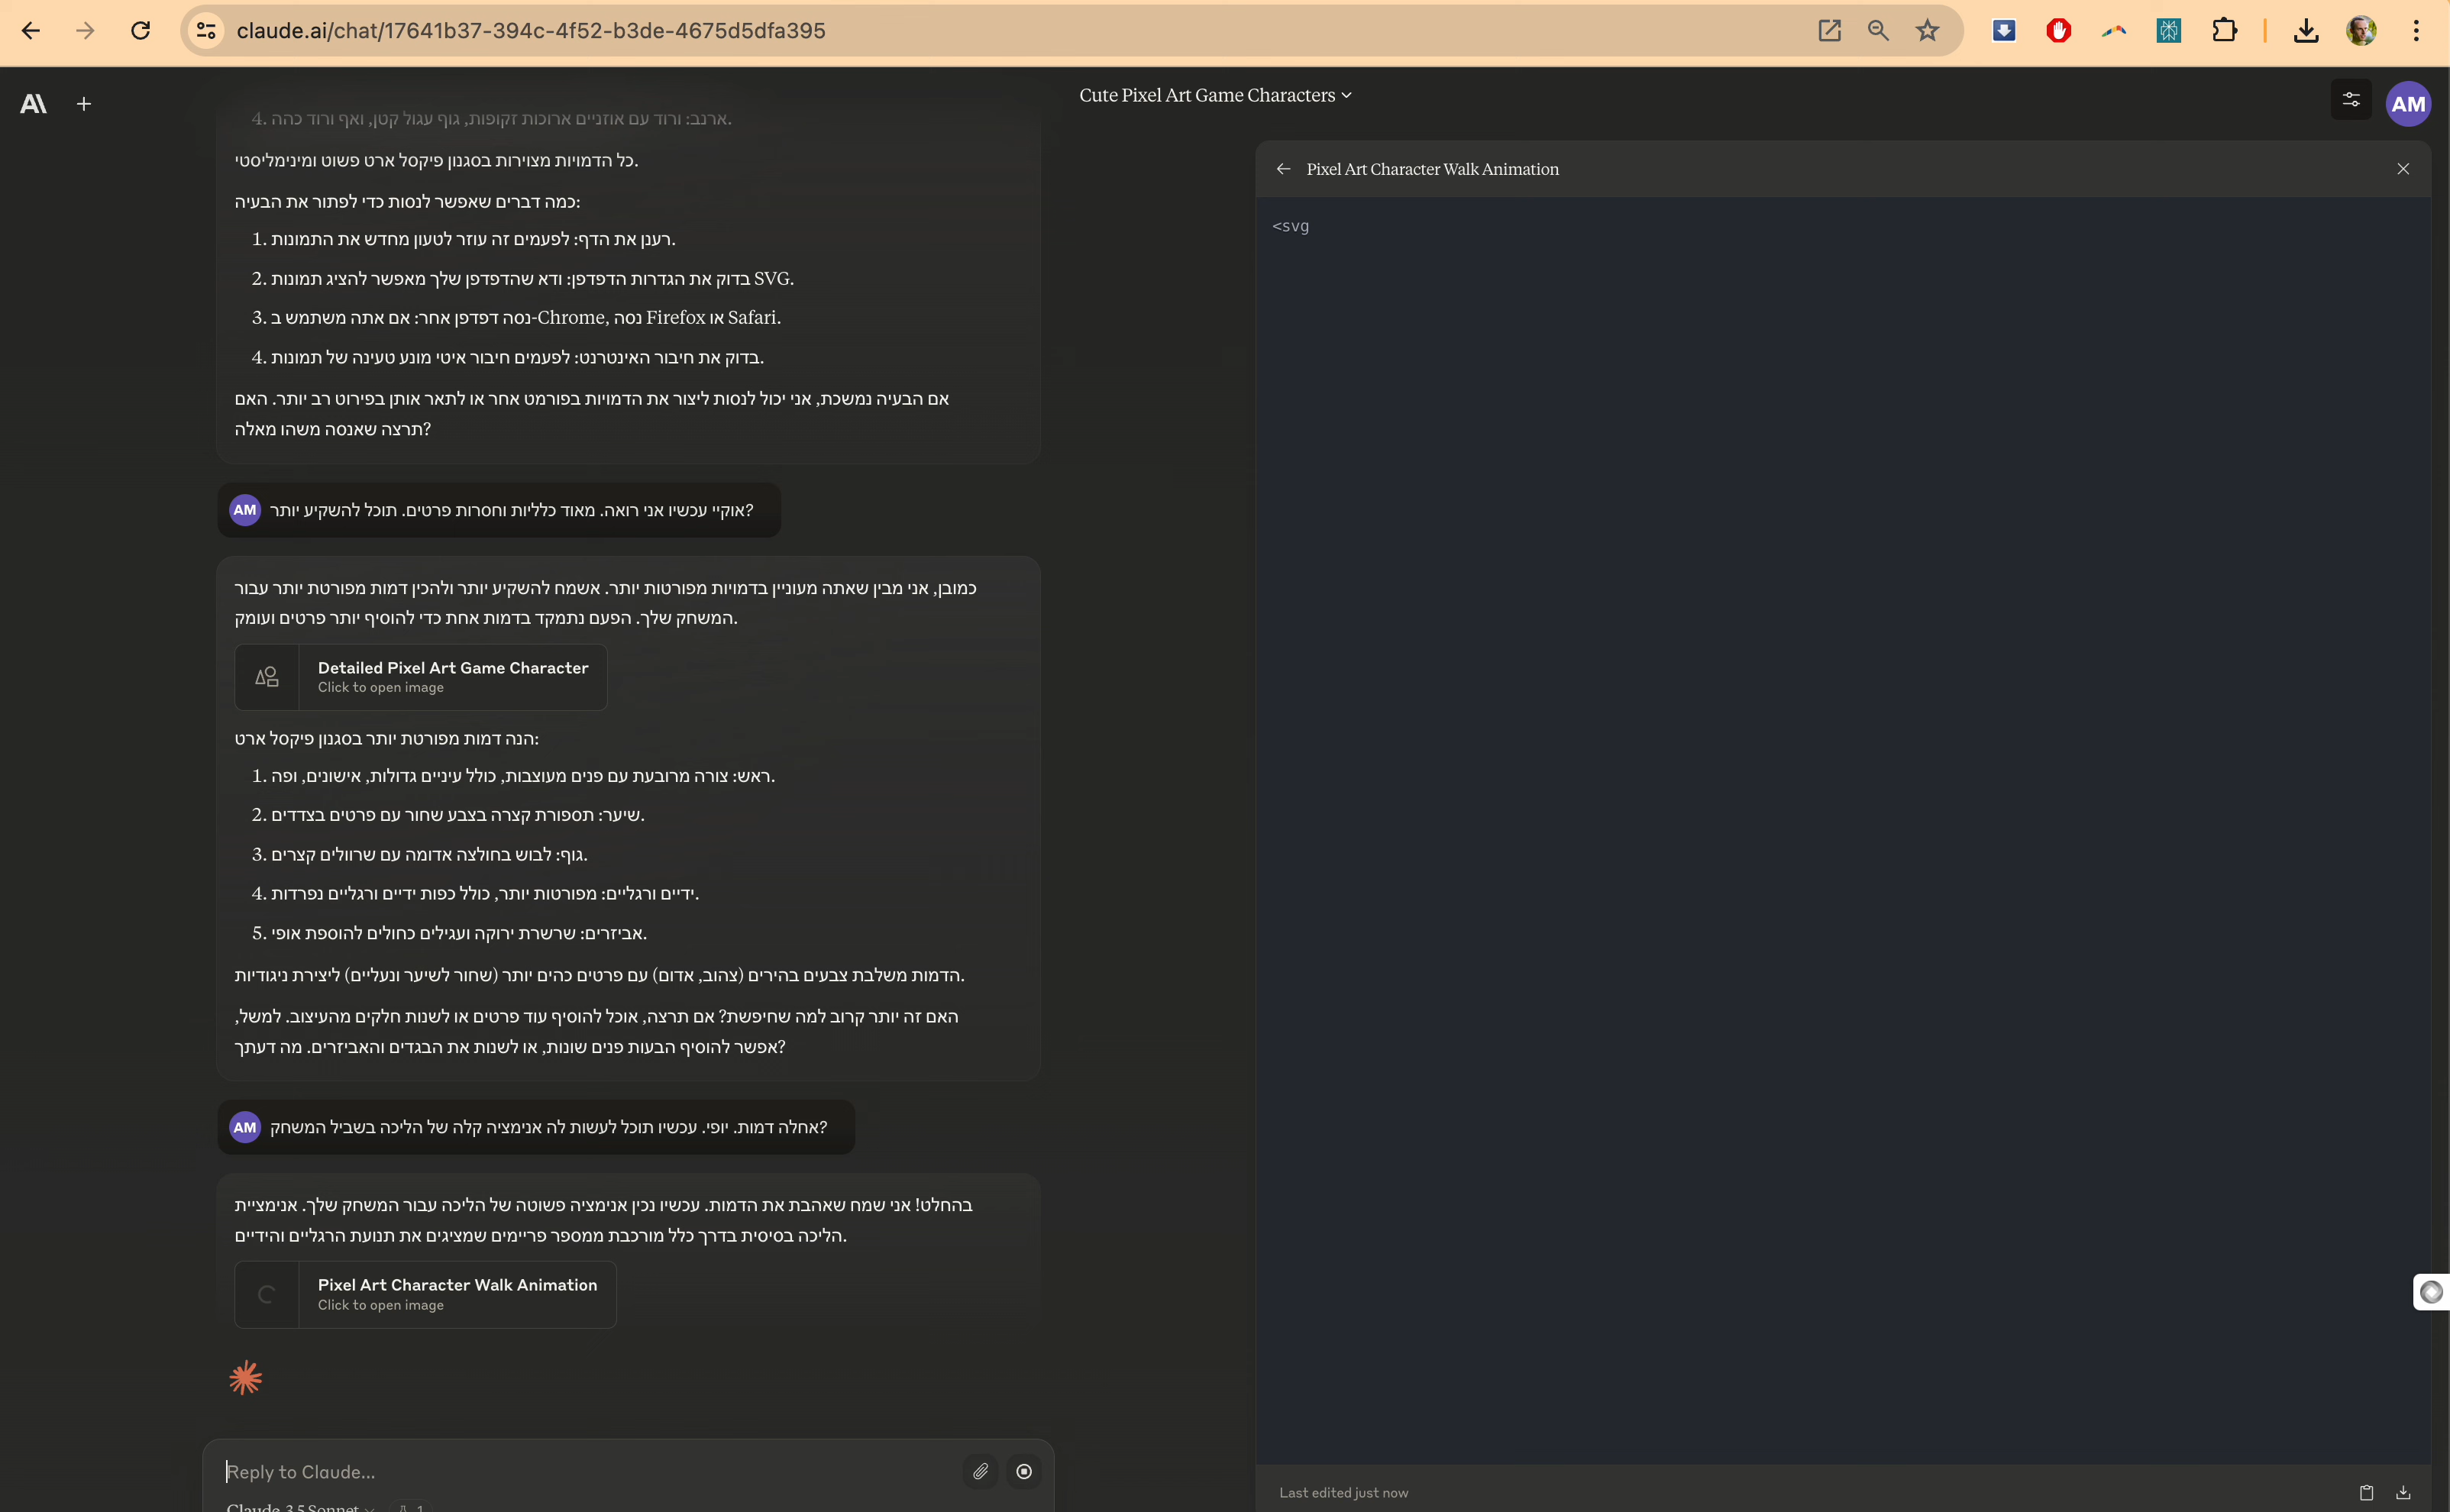 claude.ai/chat/17641b37-394c-4f52-b3de-4675d5dfa395
Cute Pixel Art Game Characters
AM
4. ארנב: ורוד עם אוזניים ארוכות זקופות, גוף עגול קטן, ואף ורוד כהה.
כל הדמויות מצוירות בסגנון פיקסל ארט פשוט ומינימליסטי.
כמה דברים שאפשר לנסות כדי לפתור את הבעיה:
1. רענן את הדף: לפעמים זה עוזר לטעון מחדש את התמונות.
2. בדוק את הגדרות הדפדפן: ודא שהדפדפן שלך מאפשר להציג תמונות SVG.
3. נסה דפדפן אחר: אם אתה משתמש ב-Chrome, נסה Firefox או Safari.
4. בדוק את חיבור האינטרנט: לפעמים חיבור איטי מונע טעינה של תמונות.
אם הבעיה נמשכת, אני יכול לנסות ליצור את הדמויות בפורמט אחר או לתאר אותן בפירוט רב יותר. האם
תרצה שאנסה משהו מאלה?
AM
אוקיי עכשיו אני רואה. מאוד כלליות וחסרות פרטים. תוכל להשקיע יותר?
כמובן, אני מבין שאתה מעוניין בדמויות מפורטות יותר. אשמח להשקיע יותר ולהכין דמות מפורטת יותר עבור
המשחק שלך. הפעם נתמקד בדמות אחת כדי להוסיף יותר פרטים ועומק.
Detailed Pixel Art Game Character
Click to open image
הנה דמות מפורטת יותר בסגנון פיקסל ארט:
1. ראש: צורה מרובעת עם פנים מעוצבות, כולל עיניים גדולות, אישונים, ופה.
2. שיער: תספורת קצרה בצבע שחור עם פרטים בצדדים.
3. גוף: לבוש בחולצה אדומה עם שרוולים קצרים.
4. ידיים ורגליים: מפורטות יותר, כולל כפות ידיים ורגליים נפרדות.
5. אביזרים: שרשרת ירוקה ועגילים כחולים להוספת אופי.
הדמות משלבת צבעים בהירים (צהוב, אדום) עם פרטים כהים יותר (שחור לשיער ונעליים) ליצירת ניגודיות.
האם זה יותר קרוב למה שחיפשת? אם תרצה, אוכל להוסיף עוד פרטים או לשנות חלקים מהעיצוב. למשל,
אפשר להוסיף הבעות פנים שונות, או לשנות את הבגדים והאביזרים. מה דעתך?
AM
אחלה דמות. יופי. עכשיו תוכל לעשות לה אנימציה קלה של הליכה בשביל המשחק?
בהחלט! אני שמח שאהבת את הדמות. עכשיו נכין אנימציה פשוטה של הליכה עבור המשחק שלך. אנימציית
הליכה בסיסית בדרך כלל מורכבת ממספר פריימים שמציגים את תנועת הרגליים והידיים.
Pixel Art Character Walk Animation
Click to open image
Reply to Claude...
Claude 3.5 Sonnet
1
Pixel Art Character Walk Animation
<svg
Last edited just now